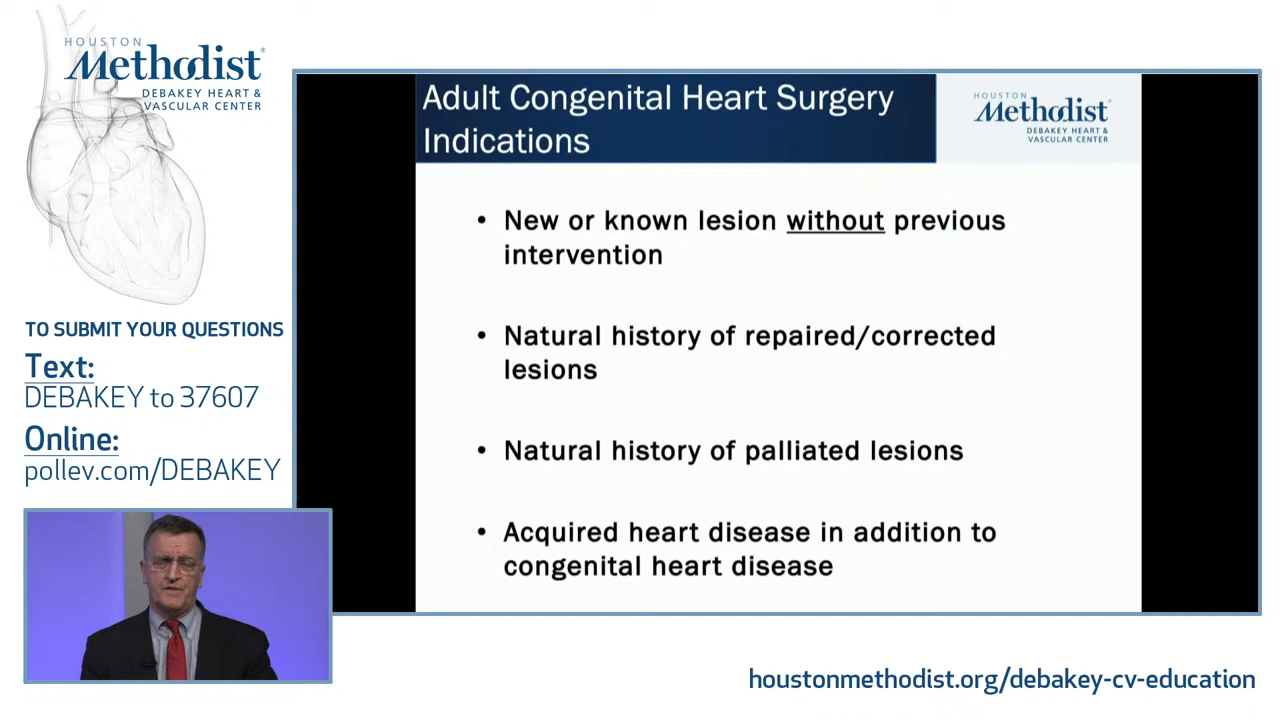 HOUSTON
Methodist®
DEBAKEY HEART &
VASCULAR CENTER
TO SUBMIT YOUR QUESTIONS
Text:
DEBAKEY to 37607
Online:
pollev.com/DEBAKEY
Adult Congenital Heart Surgery
Indications
HOUSTON
Methodist®
DEBAKEY HEART &
VASCULAR CENTER
• New or known lesion without previous
intervention
• Natural history of repaired/corrected
lesions
• Natural history of palliated lesions
• Acquired heart disease in addition to
congenital heart disease
houstonmethodist.org/debakey-cv-education